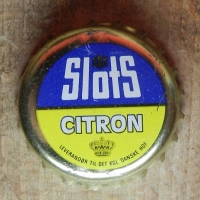 Slots
CITRON
LEVERANDØR TIL DET KGL. DANSKE HOF